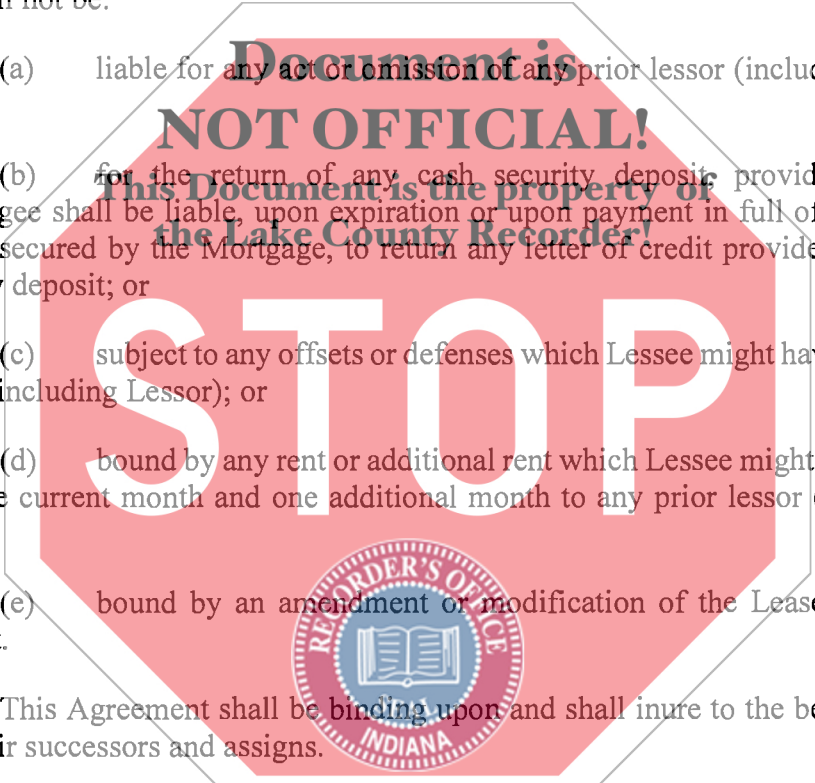 not be:
Document is
(a) liable for any act or omission of any prior lessor (includ
NOT OFFICIAL!
(b) for the return of any cash security deposit, provid
This Document is the property of
gee shall be liable, upon expiration or upon payment in full of
the Lake County Recorder!
secured by the Mortgage, to return any letter of credit provide
deposit; or
STOP
(c) subject to any offsets or defenses which Lessee might hav
including Lessor); or
(d) bound by any rent or additional rent which Lessee might
e current month and one additional month to any prior lessor
RECORDER'S OFFICE
(e) bound by an amendment or modification of the Lease
This Agreement shall be binding upon and shall inure to the be
ir successors and assigns.
INDIANA